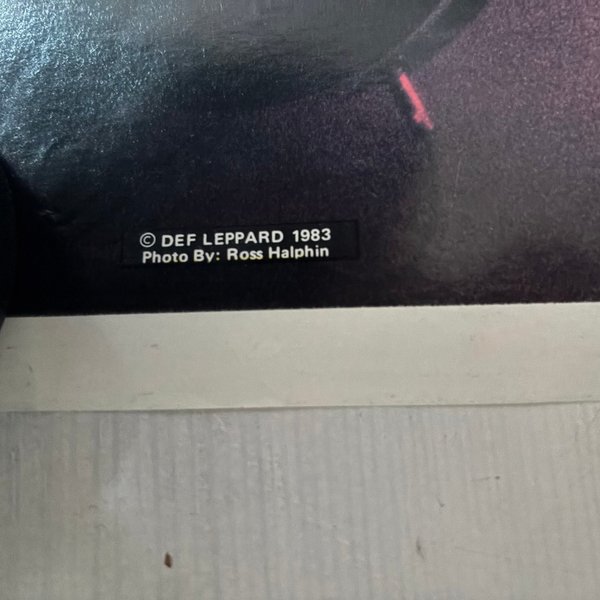 © DEF LEPPARD 1983
Photo By: Ross Halphin